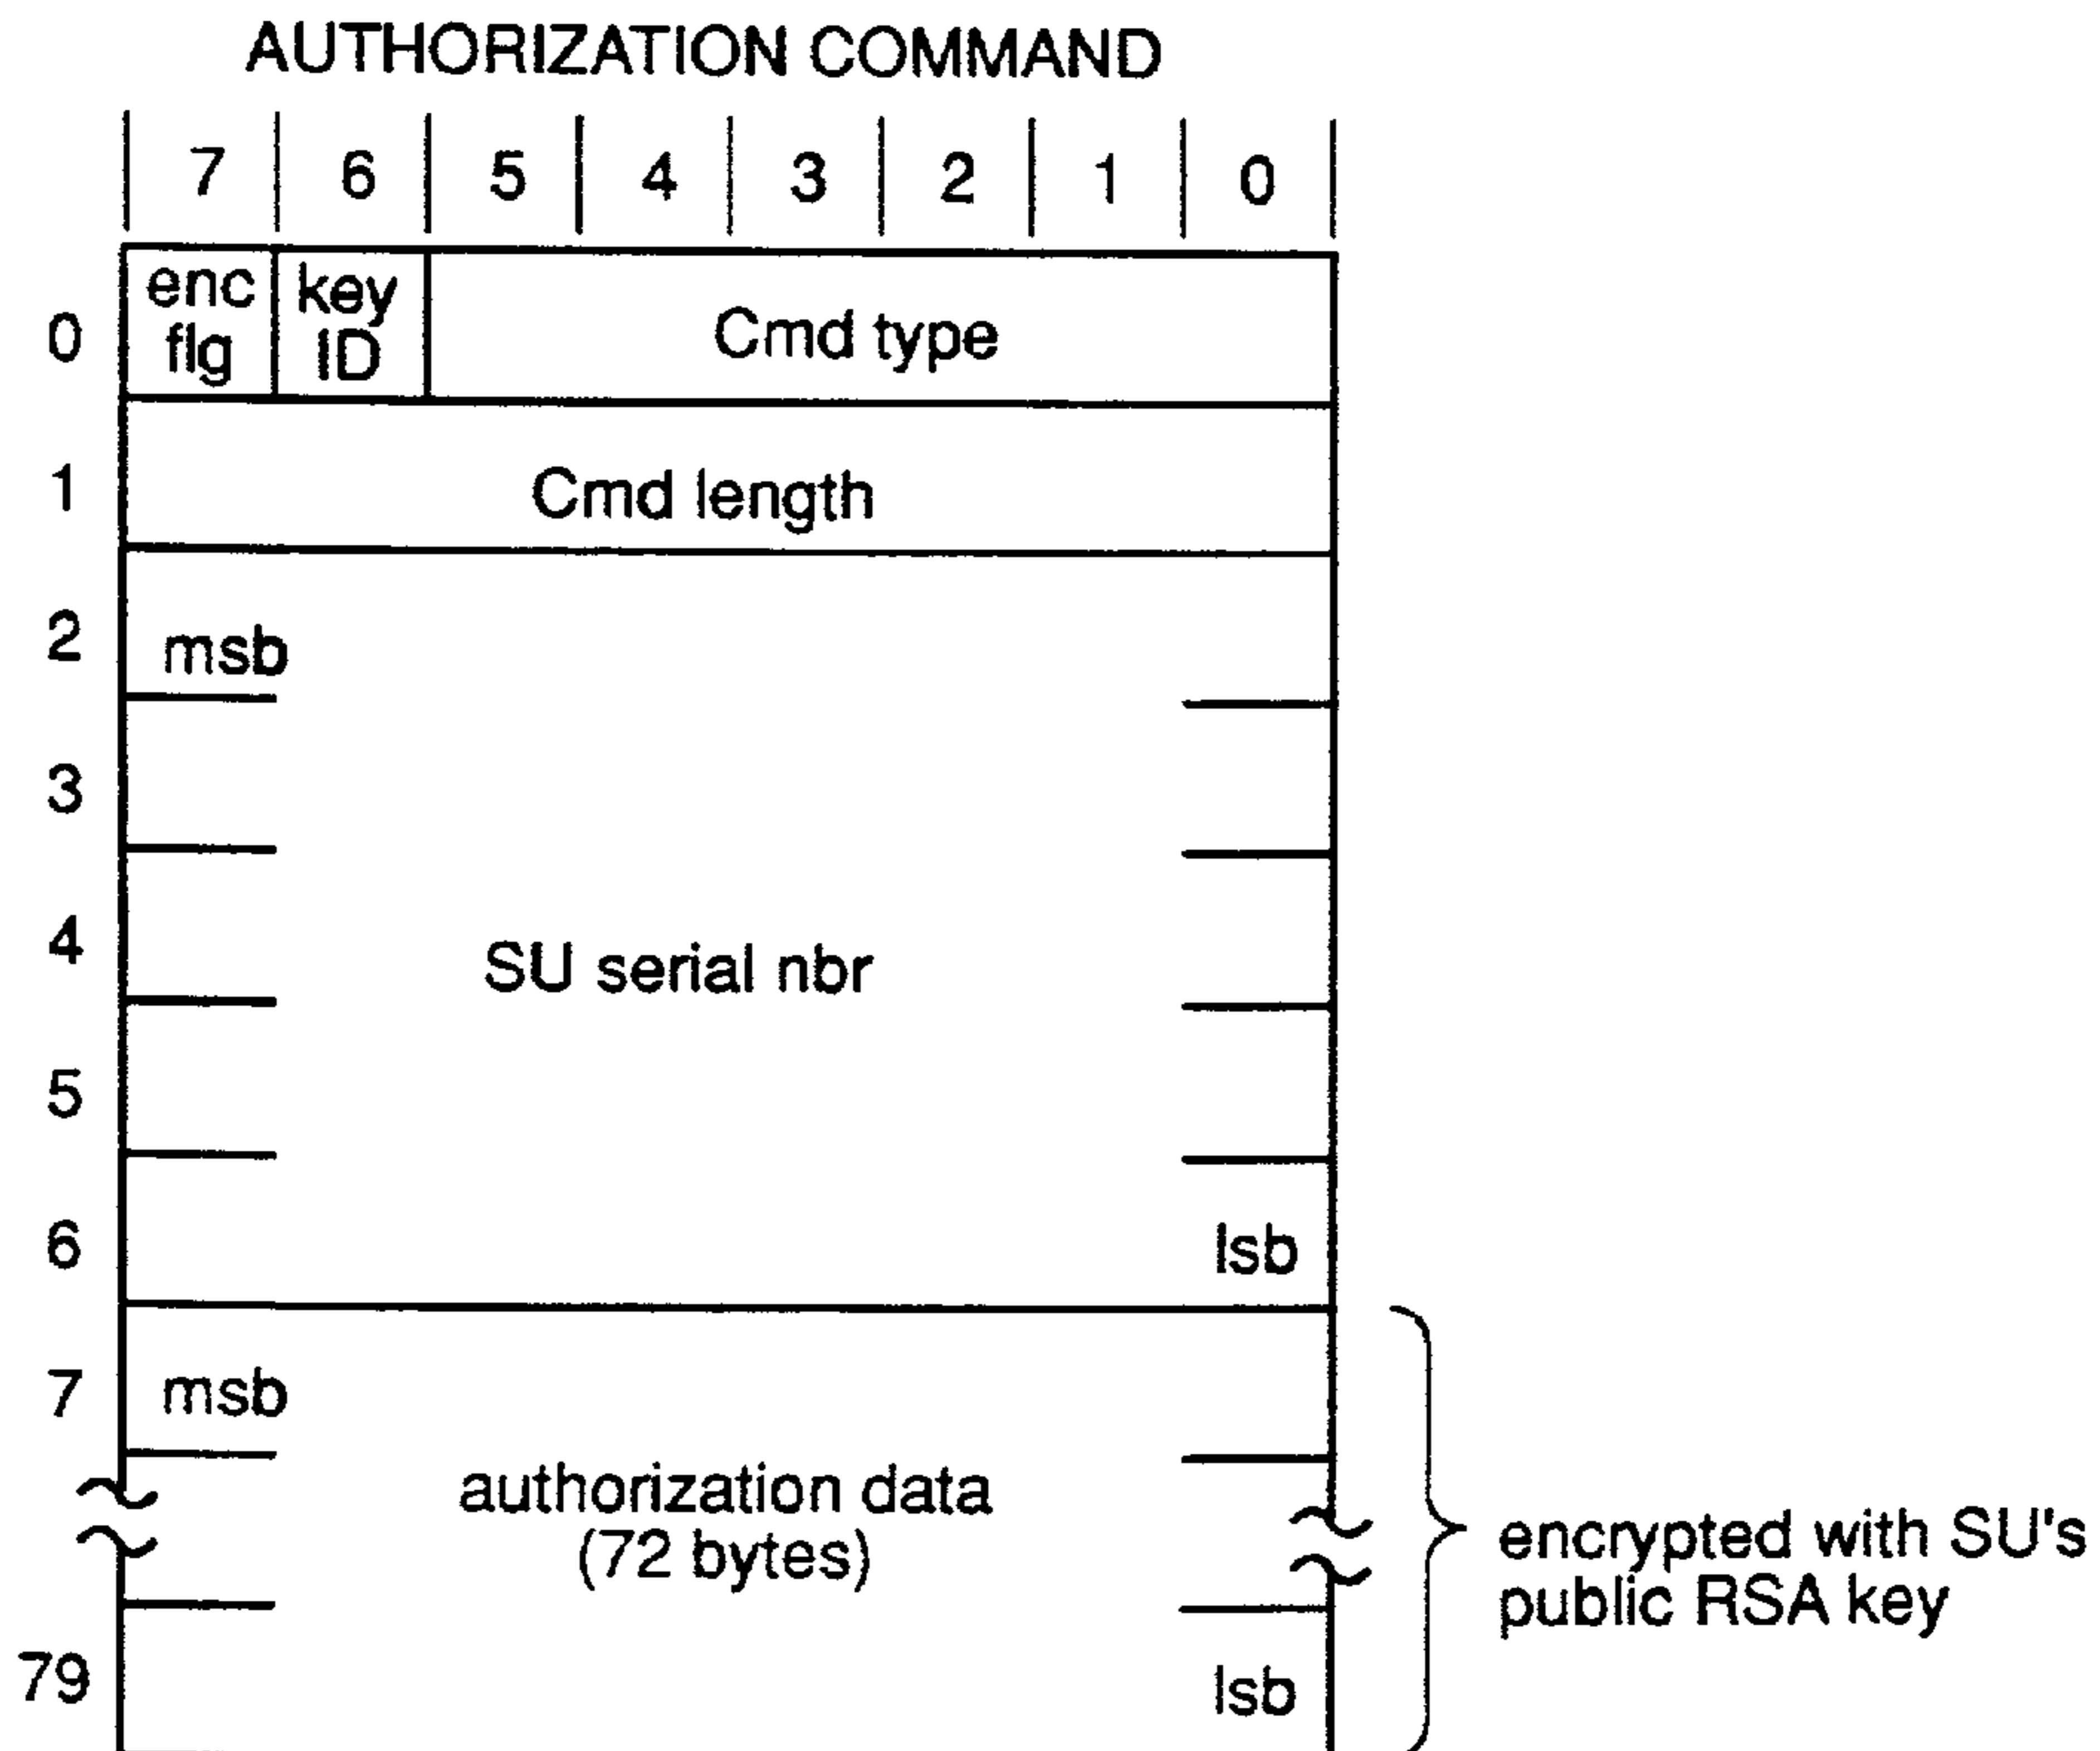 AUTHORIZATION COMMAND
7 6 5 4 3 2 1 0
0 enc flg key ID Cmd type
1 Cmd length
2 msb
3
4 SU serial nbr
5
6 lsb
7 msb
authorization data
(72 bytes)
encrypted with SU's
public RSA key
79 lsb